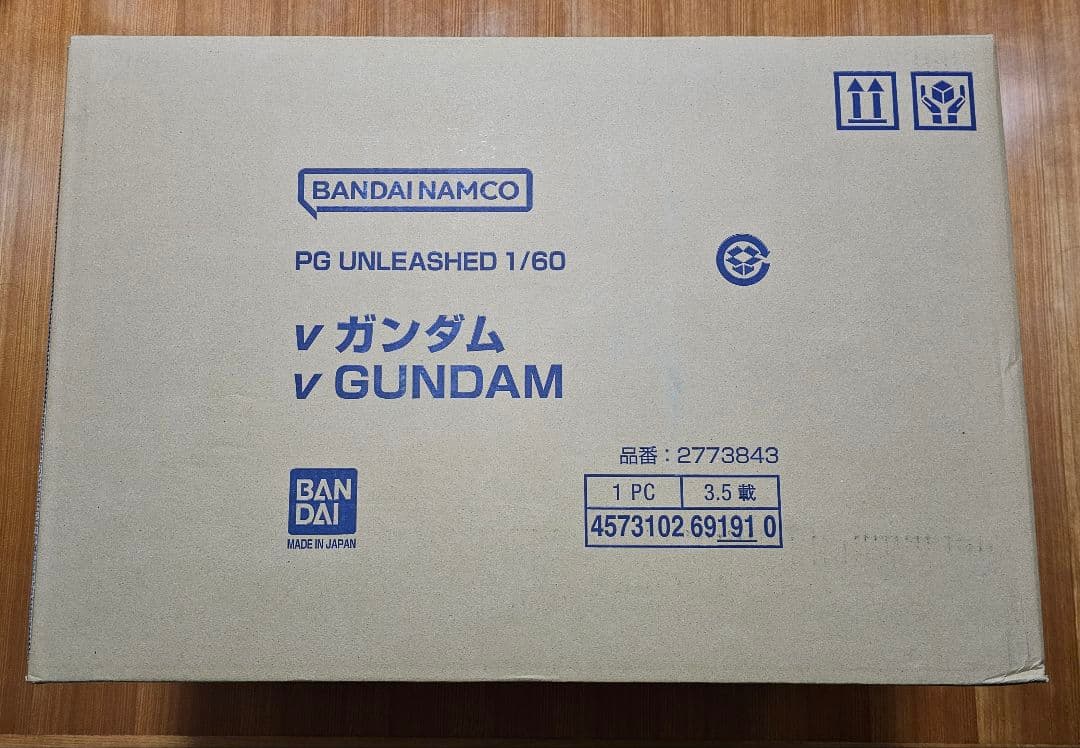 BANDAI NAMCO
PG UNLEASHED 1/60
ν ガンダム
ν GUNDAM
品番：2773843
1 PC 3.5 載
4573102 69191 0
BAN
DAI
MADE IN JAPAN